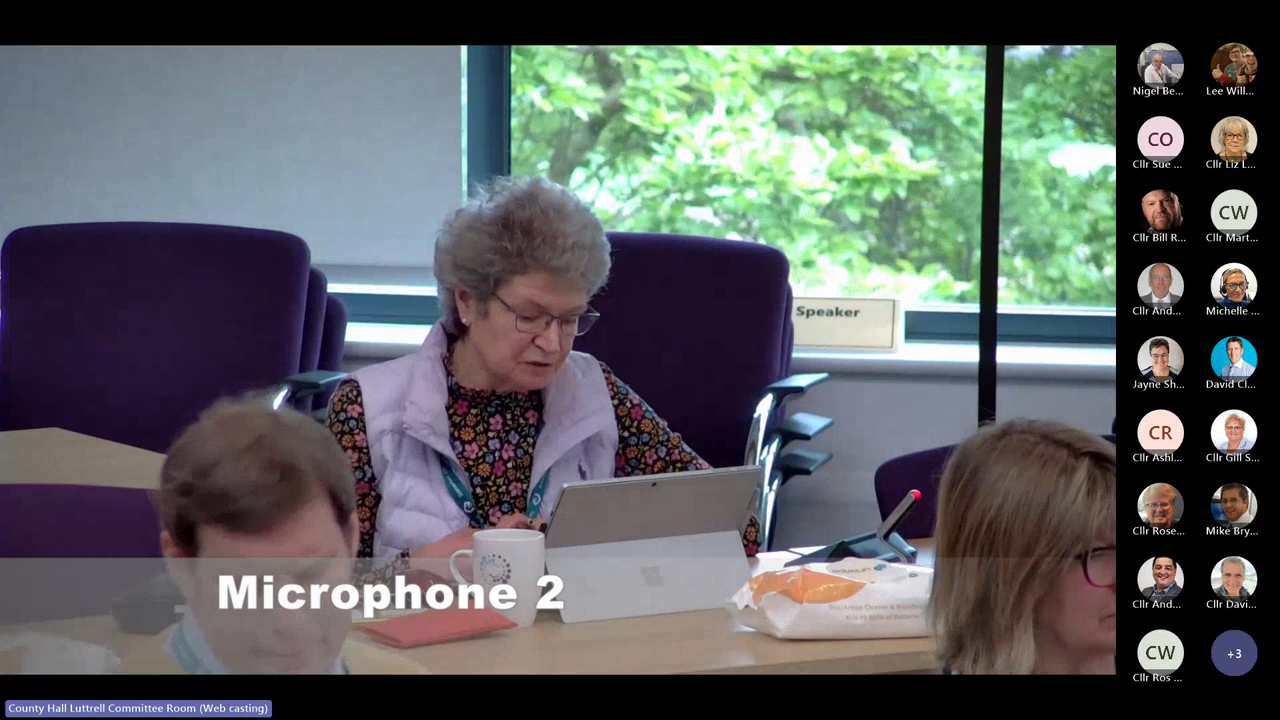 Speaker
Microphone 2
Nigel Be...
Lee Will...
CO
Cllr Sue ...
Cllr Liz L...
Cllr Bill R...
CW
Cllr Mart...
Cllr And...
Michelle ...
Jayne Sh...
David Cl...
CR
Cllr Ashl...
Cllr Gill S...
Cllr Rose...
Mike Bry...
Cllr And...
Cllr Davi...
CW
Cllr Ros ...
+3
County Hall Luttrell Committee Room (Web casting)